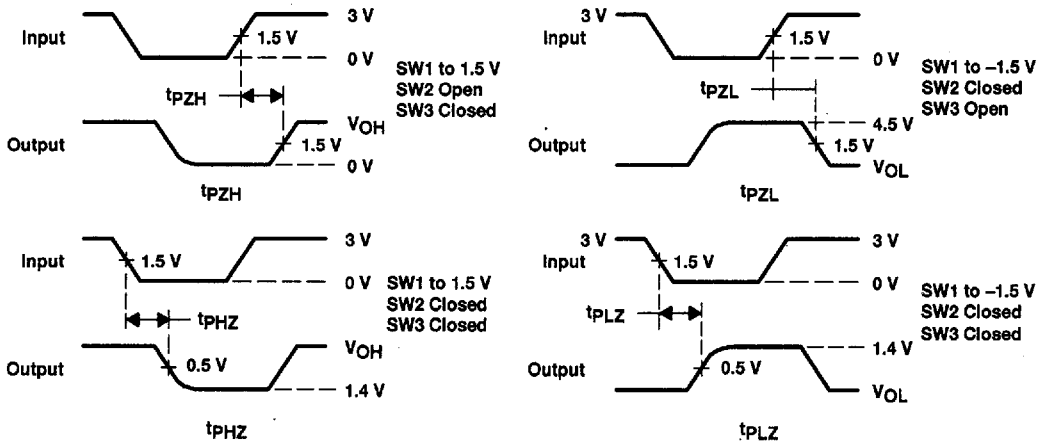 3 V
Input
1.5 V
0 V
SW1 to 1.5 V
SW2 Open
SW3 Closed
tPZH
VOH
Output
1.5 V
0 V
tPZH
3 V
3 V
Input
1.5 V
0 V
SW1 to –1.5 V
SW2 Closed
SW3 Open
tPZL
4.5 V
Output
1.5 V
VOL
tPZL
3 V
Input
1.5 V
0 V
SW1 to 1.5 V
SW2 Closed
SW3 Closed
tPHZ
VOH
Output
0.5 V
1.4 V
tPHZ
3 V
3 V
Input
1.5 V
0 V
SW1 to –1.5 V
SW2 Closed
SW3 Closed
tPLZ
1.4 V
Output
0.5 V
VOL
tPLZ